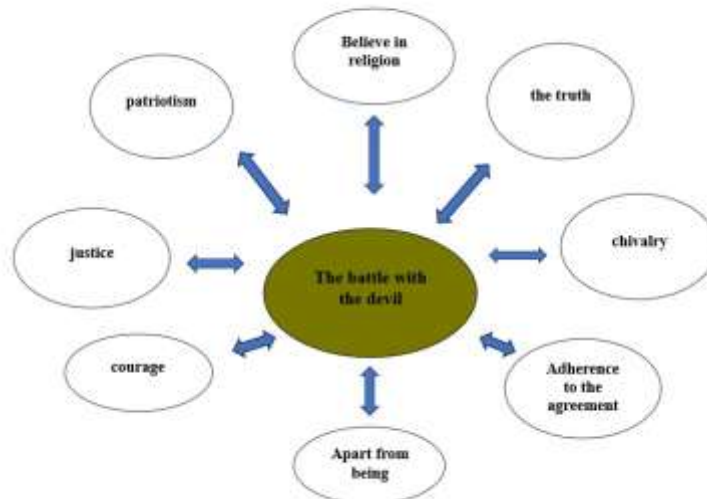 Believe in
religion
patriotism
the truth
justice
chivalry
The battle with
the devil
courage
Adherence
to the
agreement
Apart from
being